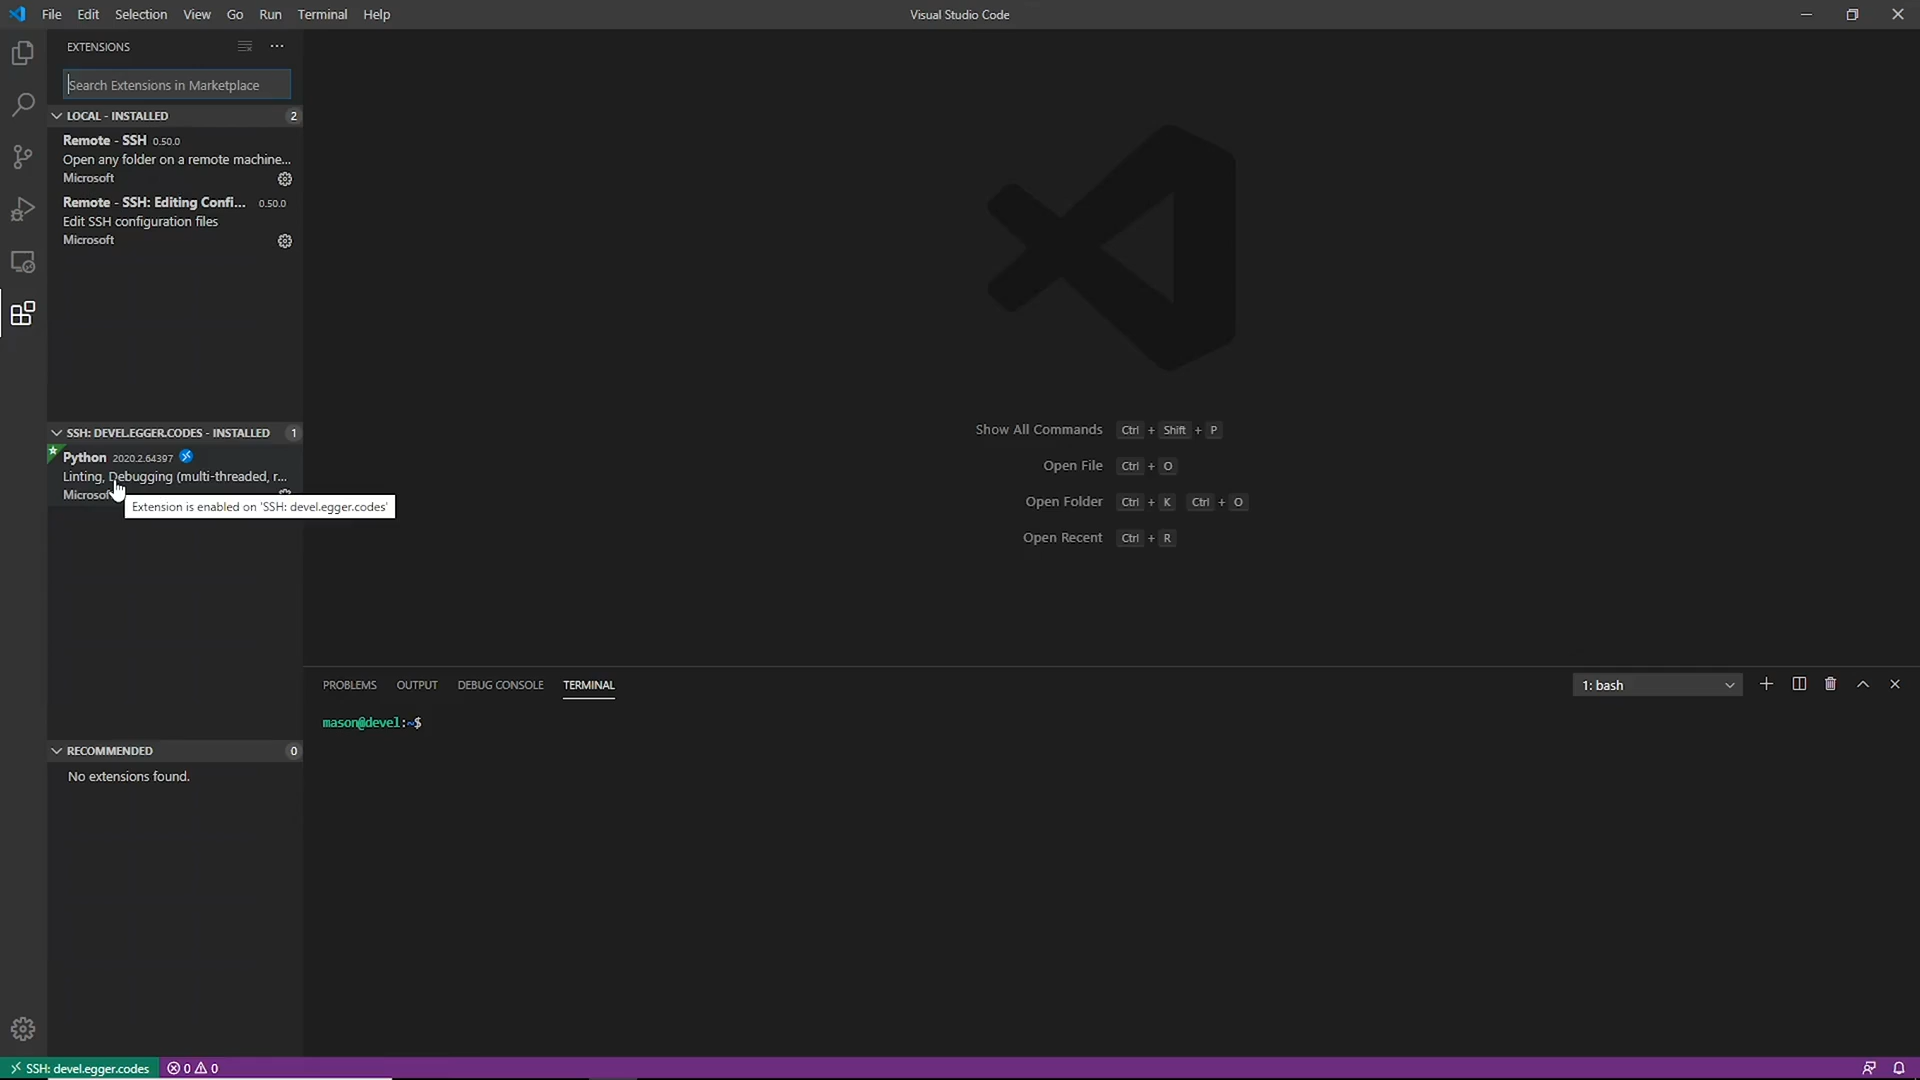 File Edit Selection View Go Run Terminal Help
Visual Studio Code
EXTENSIONS
Search Extensions in Marketplace
LOCAL - INSTALLED 2
Remote - SSH 0.50.0
Open any folder on a remote machine...
Microsoft
Remote - SSH: Editing Confi... 0.50.0
Edit SSH configuration files
Microsoft
SSH: DEVEL.EGGER.CODES - INSTALLED 1
Python 2020.2.64397
Linting, Debugging (multi-threaded, r...
Microsoft
Extension is enabled on 'SSH: devel.egger.codes'
RECOMMENDED 0
No extensions found.
Show All Commands Ctrl + Shift + P
Open File Ctrl + O
Open Folder Ctrl + K Ctrl + O
Open Recent Ctrl + R
PROBLEMS OUTPUT DEBUG CONSOLE TERMINAL
1: bash
mason@devel:~$
SSH: devel.egger.codes 0 0